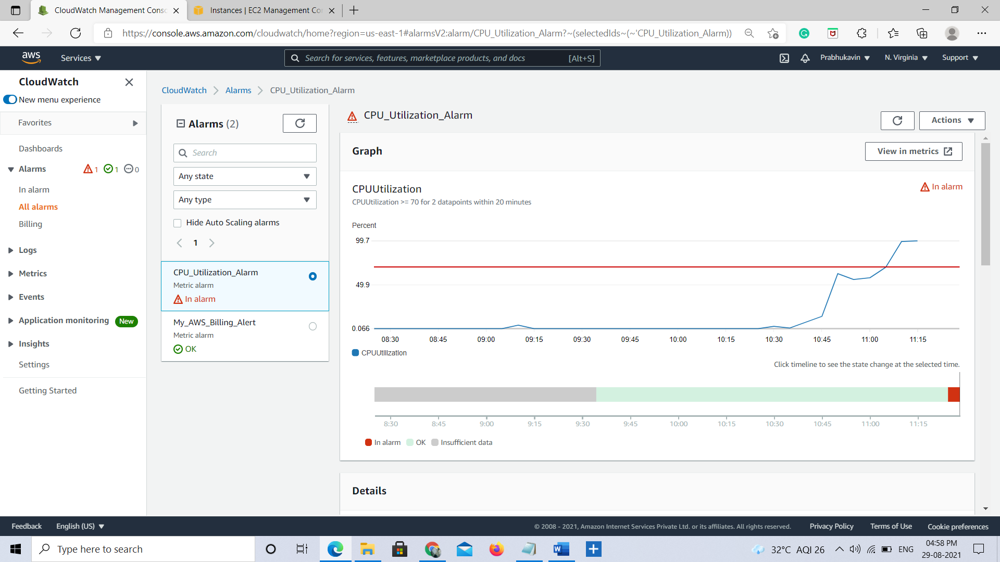 CloudWatch Management Consc
Instances | EC2 Management Co
https://console.aws.amazon.com/cloudwatch/home?region=us-east-1#alarmsV2:alarm/CPU_Utilization_Alarm?~(selectedIds~(~'CPU_Utilization_Alarm))
aws
Services
Search for services, features, marketplace products, and docs
[Alt+S]
Prabhukavin
N. Virginia
Support
CloudWatch
New menu experience
Favorites
Dashboards
Alarms
1
1
0
In alarm
All alarms
Billing
Logs
Metrics
Events
Application monitoring
New
Insights
Settings
Getting Started
CloudWatch
Alarms
CPU_Utilization_Alarm
Alarms (2)
Search
Any state
Any type
Hide Auto Scaling alarms
1
CPU_Utilization_Alarm
Metric alarm
In alarm
My_AWS_Billing_Alert
Metric alarm
OK
CPU_Utilization_Alarm
Actions
Graph
View in metrics
CPUUtilization
In alarm
CPUUtilization >= 70 for 2 datapoints within 20 minutes
Percent
99.7
49.9
0.066
08:30 08:45 09:00 09:15 09:30 09:45 10:00 10:15 10:30 10:45 11:00 11:15
CPUUtilization
Click timeline to see the state change at the selected time.
8:30 8:45 9:00 9:15 9:30 9:45 10:00 10:15 10:30 10:45 11:00 11:15
In alarm OK Insufficient data
Details
Feedback
English (US)
© 2008 - 2021, Amazon Internet Services Private Ltd. or its affiliates. All rights reserved.
Privacy Policy
Terms of Use
Cookie preferences
Type here to search
32°C AQI 26
ENG
04:58 PM
29-08-2021